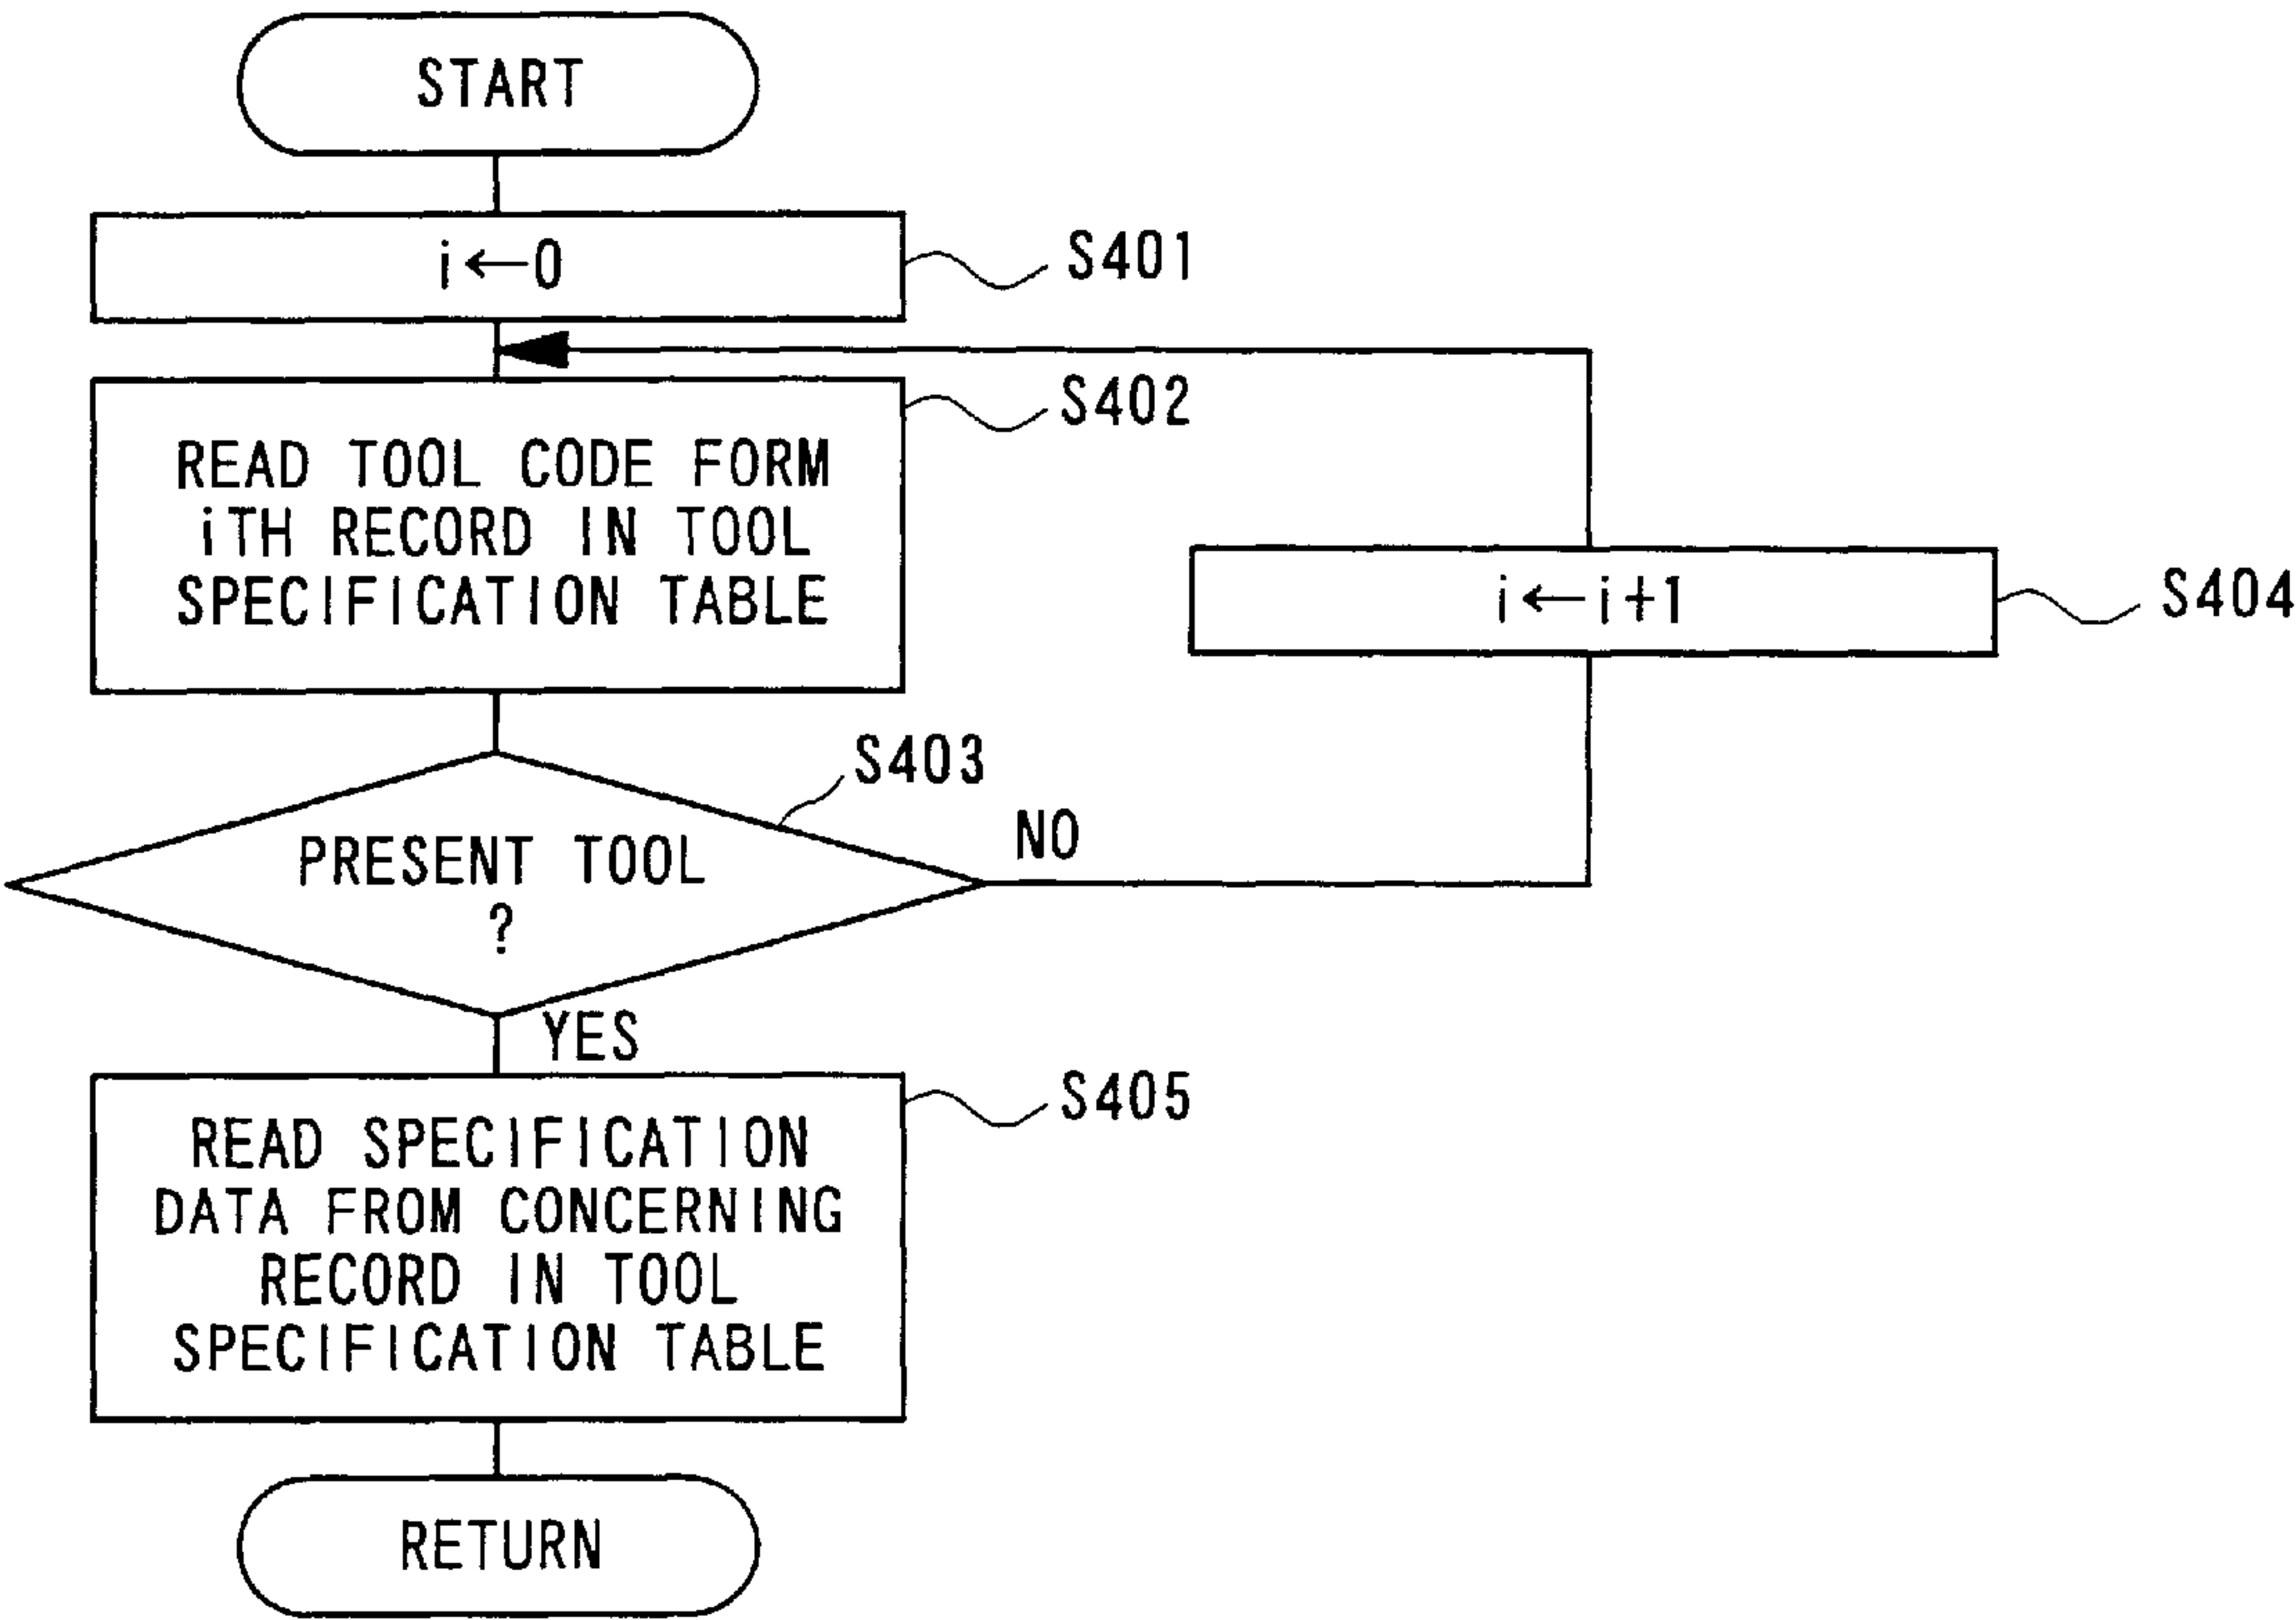 START
i←0
S401
S402
READ TOOL CODE FORM
iTH RECORD IN TOOL
SPECIFICATION TABLE
i←i+1
S404
S403
NO
PRESENT TOOL
?
YES
S405
READ SPECIFICATION
DATA FROM CONCERNING
RECORD IN TOOL
SPECIFICATION TABLE
RETURN